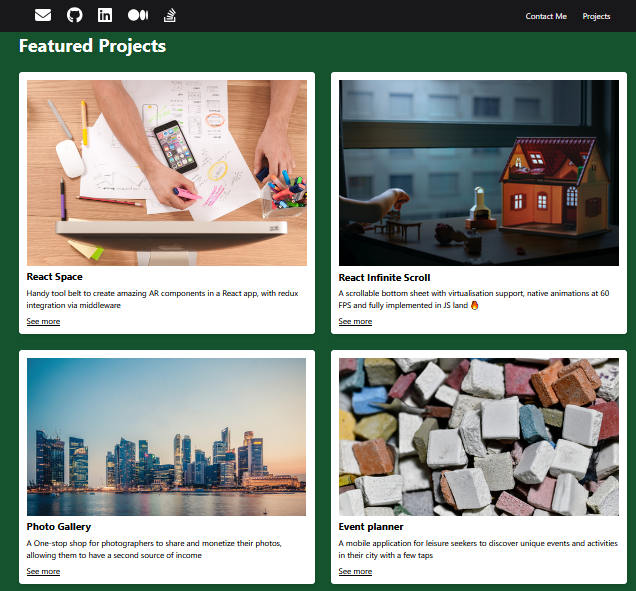 Contact Me Projects
Featured Projects
React Space
Handy tool belt to create amazing AR components in a React app, with redux
integration via middleware
See more
React Infinite Scroll
A scrollable bottom sheet with virtualisation support, native animations at 60
FPS and fully implemented in JS land 🔥
See more
Photo Gallery
A One-stop shop for photographers to share and monetize their photos,
allowing them to have a second source of income
See more
Event planner
A mobile application for leisure seekers to discover unique events and activities
in their city with a few taps
See more